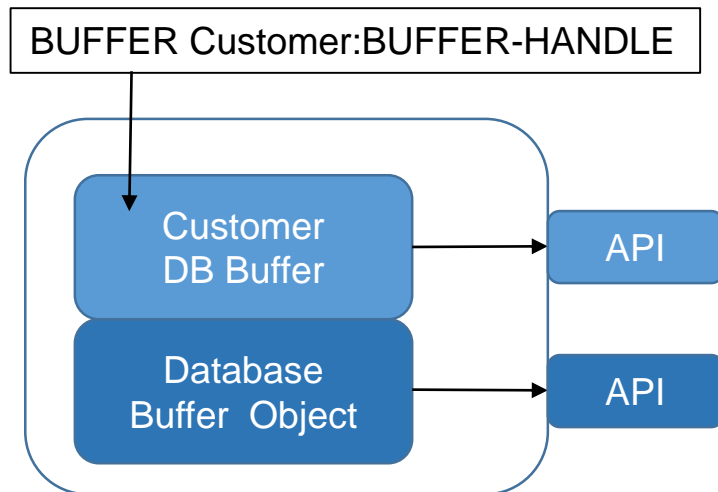 BUFFER Customer:BUFFER-HANDLE
Customer
DB Buffer
API
Database
Buffer Object
API